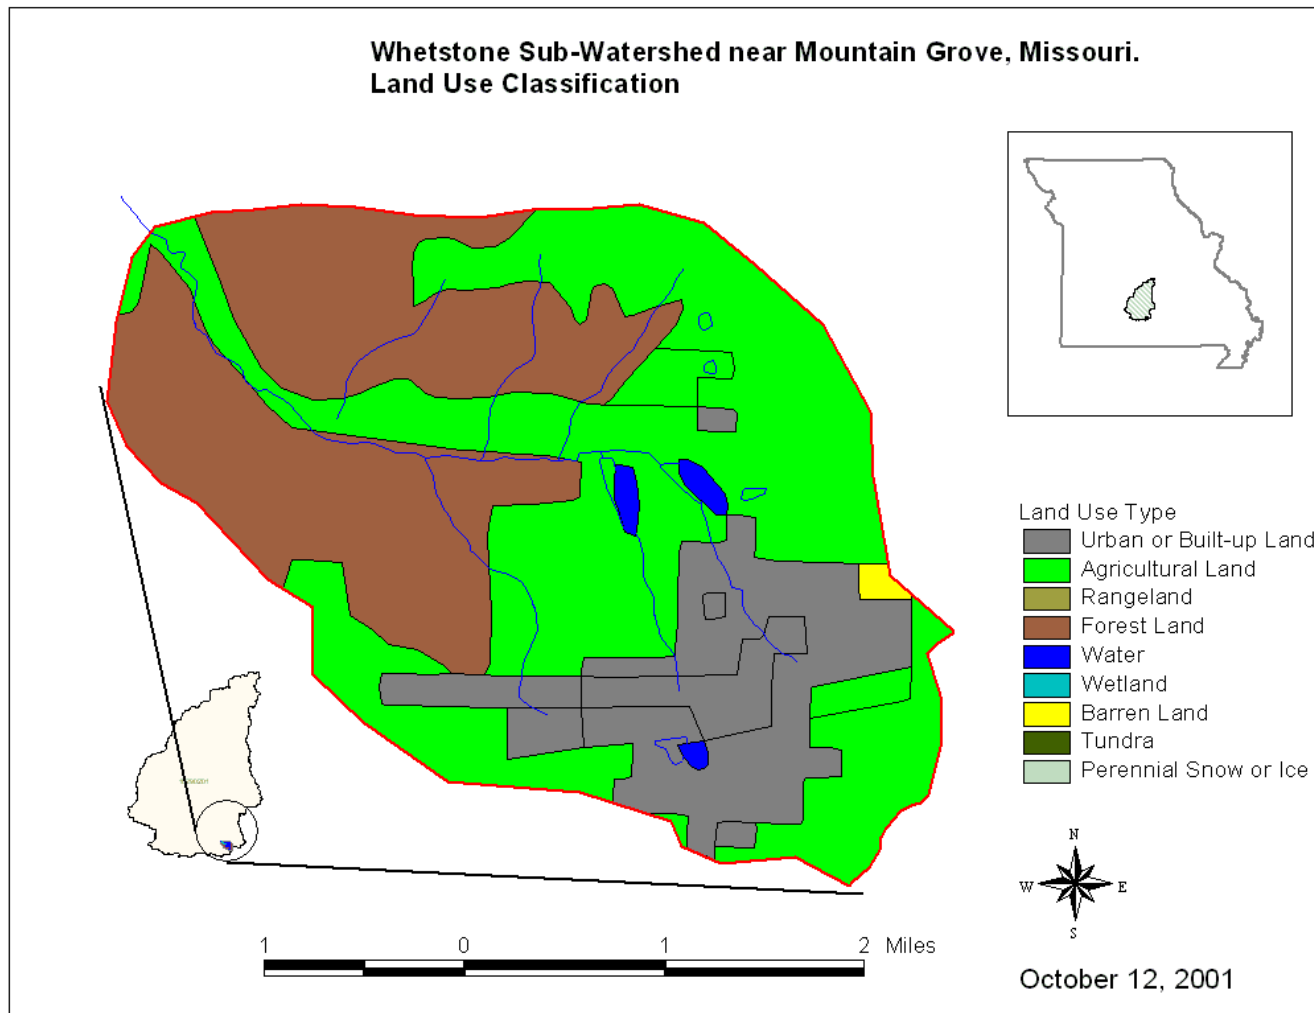 Whetstone Sub-Watershed near Mountain Grove, Missouri.
Land Use Classification
Land Use Type
Urban or Built-up Land
Agricultural Land
Rangeland
Forest Land
Water
Wetland
Barren Land
Tundra
Perennial Snow or Ice
N
W E
S
1 0 1 2 Miles
October 12, 2001